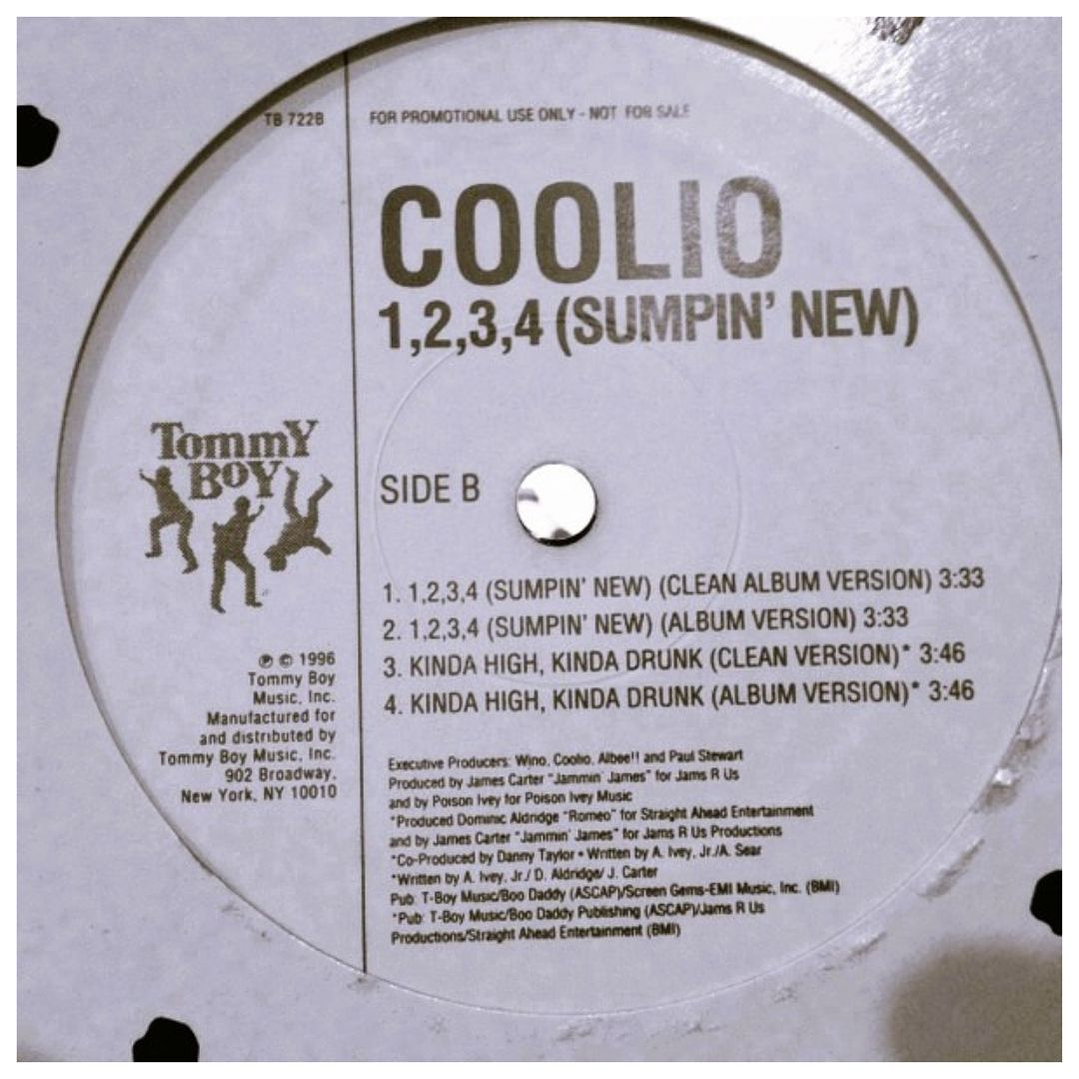 TB 722B
FOR PROMOTIONAL USE ONLY - NOT FOR SALE
COOLIO
1,2,3,4 (SUMPIN' NEW)
Tommy
Boy
SIDE B
1. 1,2,3,4 (SUMPIN' NEW) (CLEAN ALBUM VERSION) 3:33
2. 1,2,3,4 (SUMPIN' NEW) (ALBUM VERSION) 3:33
3. KINDA HIGH, KINDA DRUNK (CLEAN VERSION)* 3:46
4. KINDA HIGH, KINDA DRUNK (ALBUM VERSION)* 3:46
℗ © 1996
Tommy Boy
Music, Inc.
Manufactured for
and distributed by
Tommy Boy Music, Inc.
902 Broadway,
New York, NY 10010
Executive Producers: Wino, Coolio, Albee!! and Paul Stewart
Produced by James Carter "Jammin' James" for Jams R Us
and by Poison Ivey for Poison Ivey Music
*Produced Dominic Aldridge "Romeo" for Straight Ahead Entertainment
and by James Carter "Jammin' James" for Jams R Us Productions
*Co-Produced by Danny Taylor • Written by A. Ivey, Jr./A. Sear
*Written by A. Ivey, Jr./ D. Aldridge/ J. Carter
Pub: T-Boy Music/Boo Daddy (ASCAP)/Screen Gems-EMI Music, Inc. (BMI)
*Pub: T-Boy Music/Boo Daddy Publishing (ASCAP)/Jams R Us
Productions/Straight Ahead Entertainment (BMI)